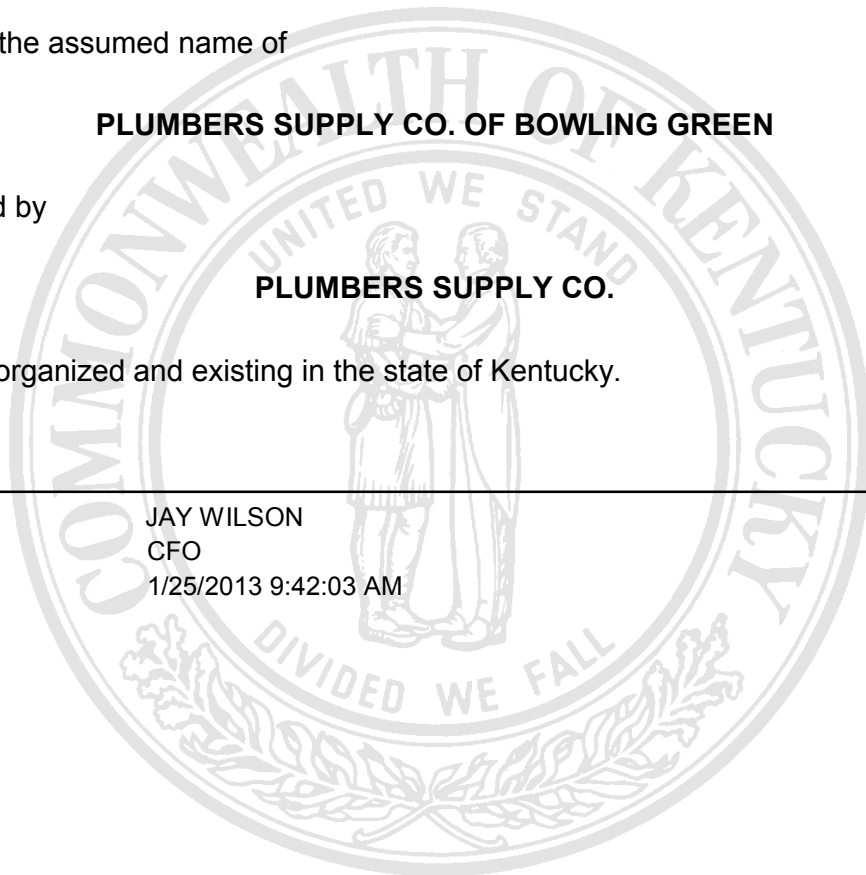 the assumed name of
PLUMBERS SUPPLY CO. OF BOWLING GREEN
d by
PLUMBERS SUPPLY CO.
organized and existing in the state of Kentucky.
JAY WILSON
CFO
1/25/2013 9:42:03 AM
COMMONWEALTH OF KENTUCKY
UNITED WE STAND
DIVIDED WE FALL